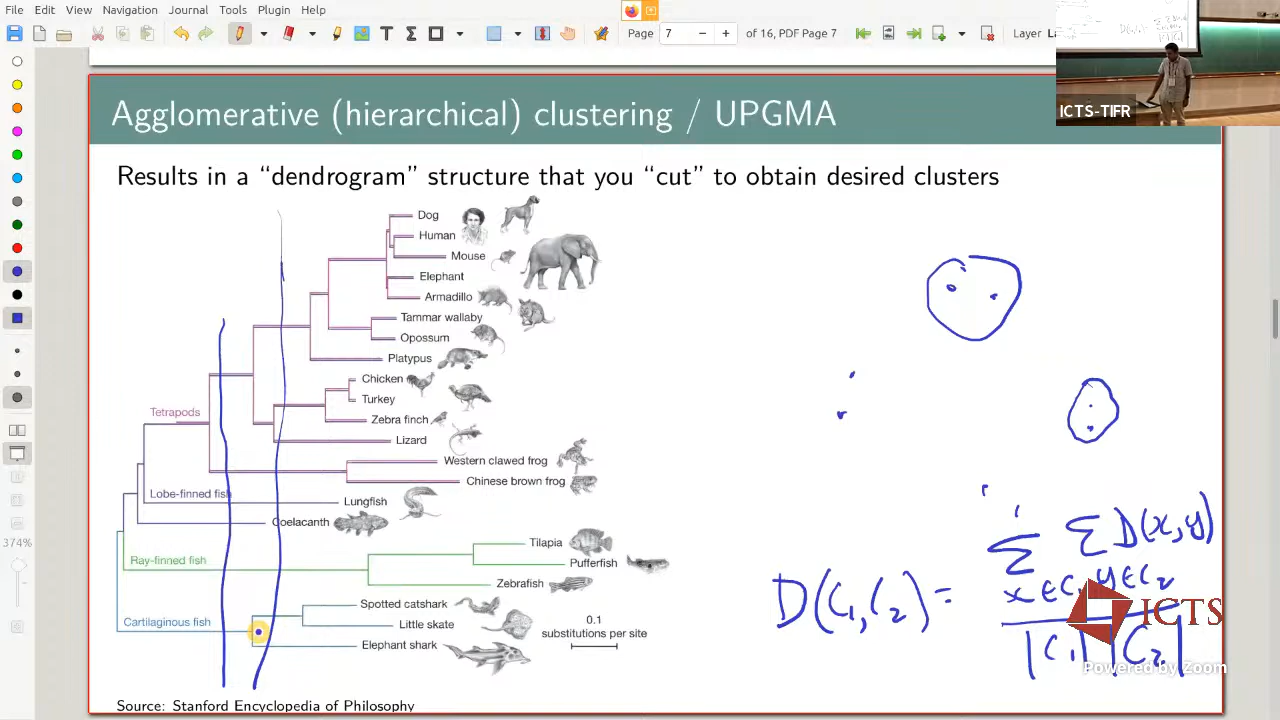 File Edit View Navigation Journal Tools Plugin Help
Page 7 of 16, PDF Page 7 Layer
ICTS-TIFR
Agglomerative (hierarchical) clustering / UPGMA
Results in a “dendrogram” structure that you “cut” to obtain desired clusters
Dog
Human
Mouse
Elephant
Armadillo
Tammar wallaby
Opossum
Platypus
Chicken
Turkey
Zebra finch
Lizard
Tetrapods
Western clawed frog
Chinese brown frog
Lobe-finned fish
Lungfish
Coelacanth
Ray-finned fish
Tilapia
Pufferfish
Zebrafish
Cartilaginous fish
Spotted catshark
Little skate
Elephant shark
0.1
substitutions per site
374%
D(C₁,C₂) = Σ x∈C₁ Σ y∈C₂ D(x,y)
|C₁| |C₂|
ICTS
Powered by Zoom
Source: Stanford Encyclopedia of Philosophy